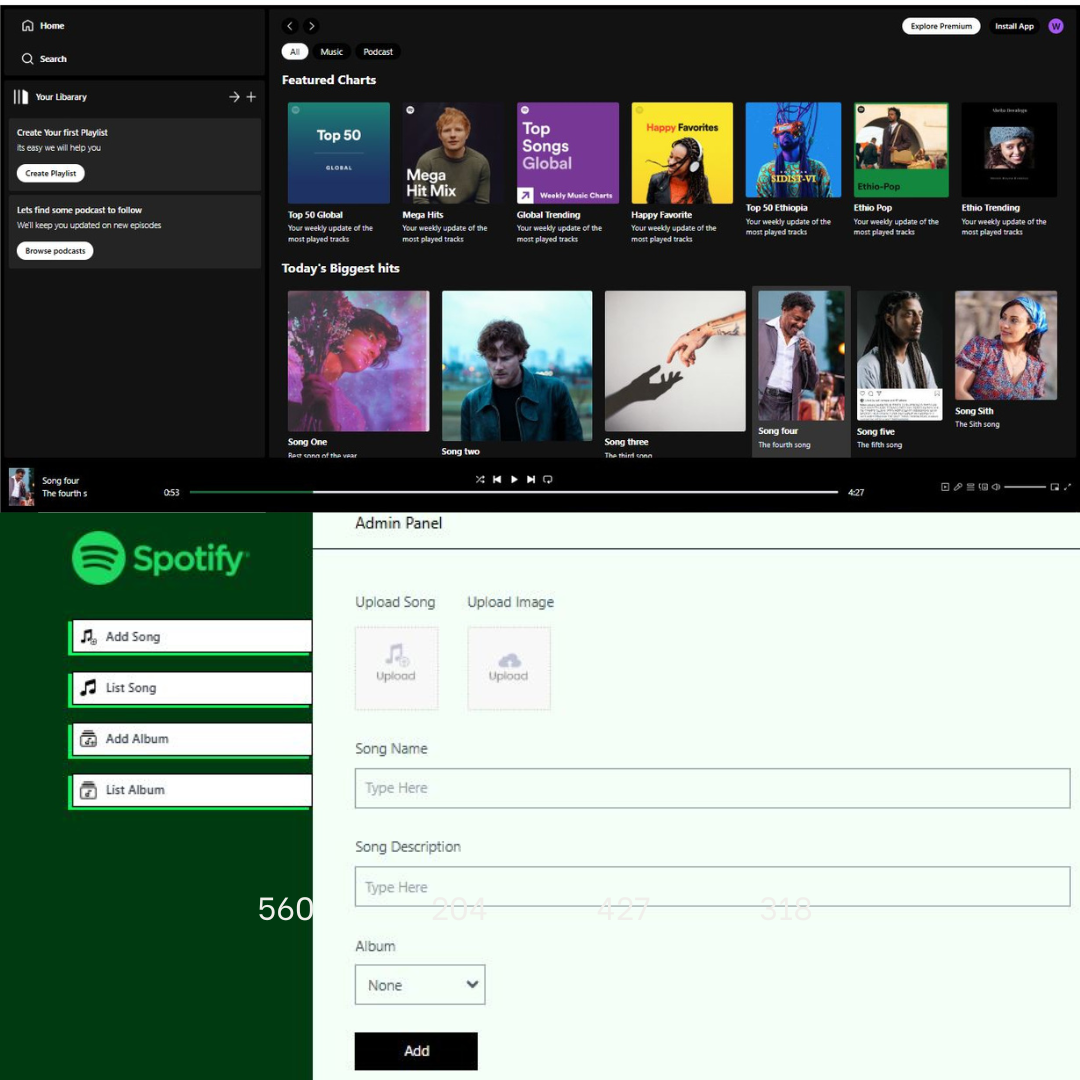 Home
Search
Your Libarary
Create Your first Playlist
its easy we will help you
Create Playlist
Lets find some podcast to follow
We'll keep you updated on new episodes
Browse podcasts
Explore Premium
Install App
W
All
Music
Podcast
Featured Charts
Top 50
GLOBAL
Mega
Hit Mix
Top
Songs
Global
Weekly Music Charts
Happy Favorites
SIDIST-VI
Ethio-Pop
Top 50 Global
Your weekly update of the
most played tracks
Mega Hits
Your weekly update of the
most played tracks
Global Trending
Your weekly update of the
most played tracks
Happy Favorite
Your weekly update of the
most played tracks
Top 50 Ethiopia
Your weekly update of the
most played tracks
Ethio Pop
Your weekly update of the
most played tracks
Ethio Trending
Your weekly update of the
most played tracks
Today's Biggest hits
Song One
Best song of the year
Song two
Song three
The third song
Song four
The fourth song
Song five
The fifth song
Song Sith
The Sith song
Song four
The fourth s
0:53
4:27
Spotify
Add Song
List Song
Add Album
List Album
Admin Panel
Upload Song
Upload Image
Upload
Upload
Song Name
Type Here
Song Description
Type Here
560
204
427
318
Album
None
Add